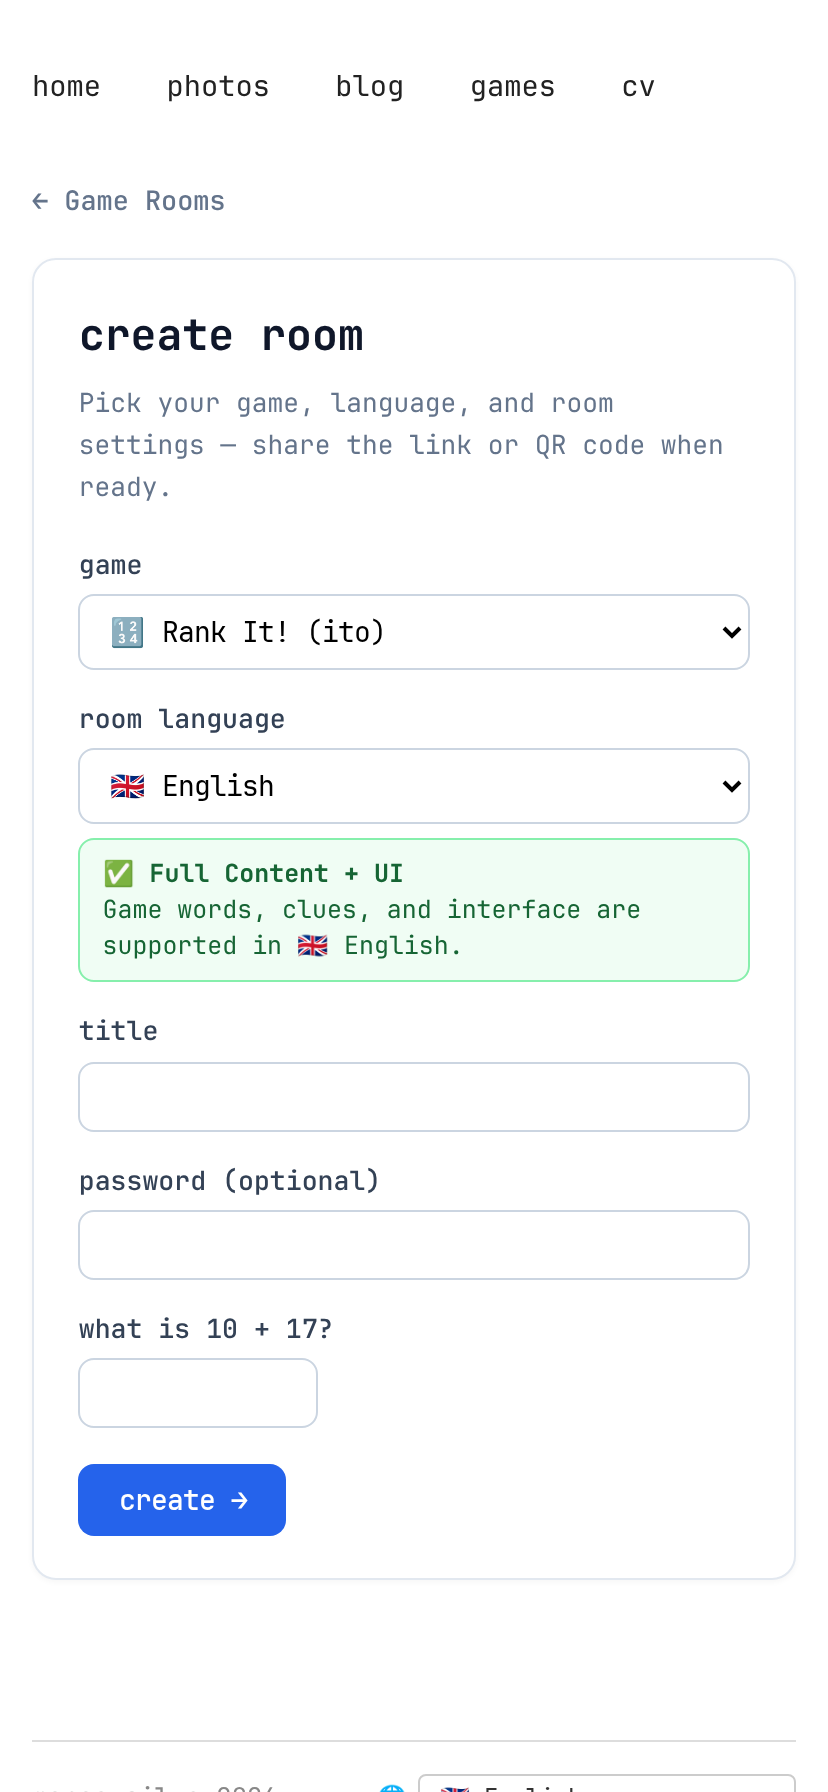 home photos blog games cv
← Game Rooms
create room
Pick your game, language, and room
settings — share the link or QR code when
ready.
game
🔢 Rank It! (ito)
room language
🇬🇧 English
✅ Full Content + UI
Game words, clues, and interface are
supported in 🇬🇧 English.
title
password (optional)
what is 10 + 17?
create →
🇬🇧 English